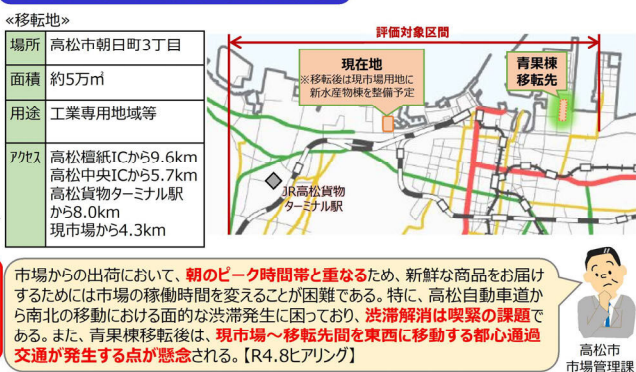 ≪移転地≫
場所 高松市朝日町3丁目
面積 約5万㎡
用途 工業専用地域等
アクセス 高松檀紙ICから9.6km
高松中央ICから5.7km
高松貨物ターミナル駅
から8.0km
現市場から4.3km
評価対象区間
現在地
※移転後は現市場用地に
新水産物棟を整備予定
青果棟
移転先
JR高松貨物
ターミナル駅
市場からの出荷において、朝のピーク時間帯と重なるため、新鮮な商品をお届け
するためには市場の稼働時間を変えることが困難である。特に、高松自動車道から
南北の移動における面的な渋滞発生に困っており、渋滞解消は喫緊の課題で
ある。また、青果棟移転後は、現市場～移転先間を東西に移動する都心通過
交通が発生する点が懸念される。【R4.8ヒアリング】
高松市
市場管理課